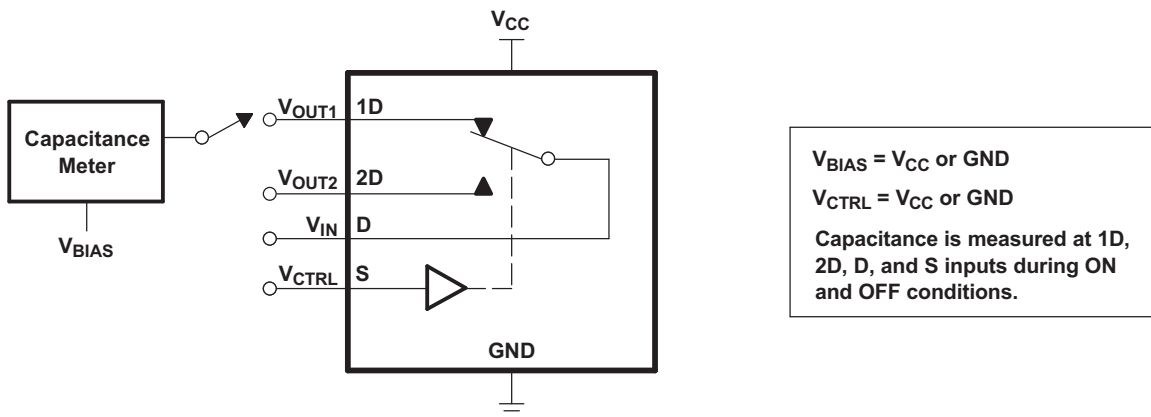 VCC
Capacitance
Meter
VBIAS
VOUT1 1D
VOUT2 2D
VIN D
VCTRL S
GND
VBIAS = VCC or GND
VCTRL = VCC or GND
Capacitance is measured at 1D,
2D, D, and S inputs during ON
and OFF conditions.